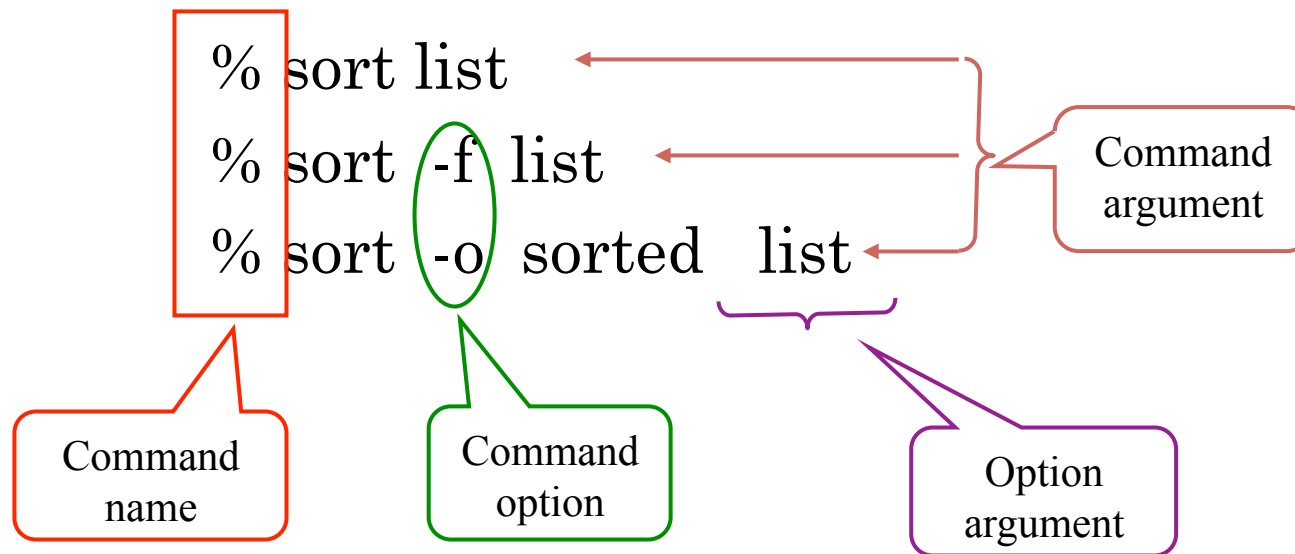 % sort list
% sort -f list
% sort -o sorted list
Command
argument
Command
name
Command
option
Option
argument